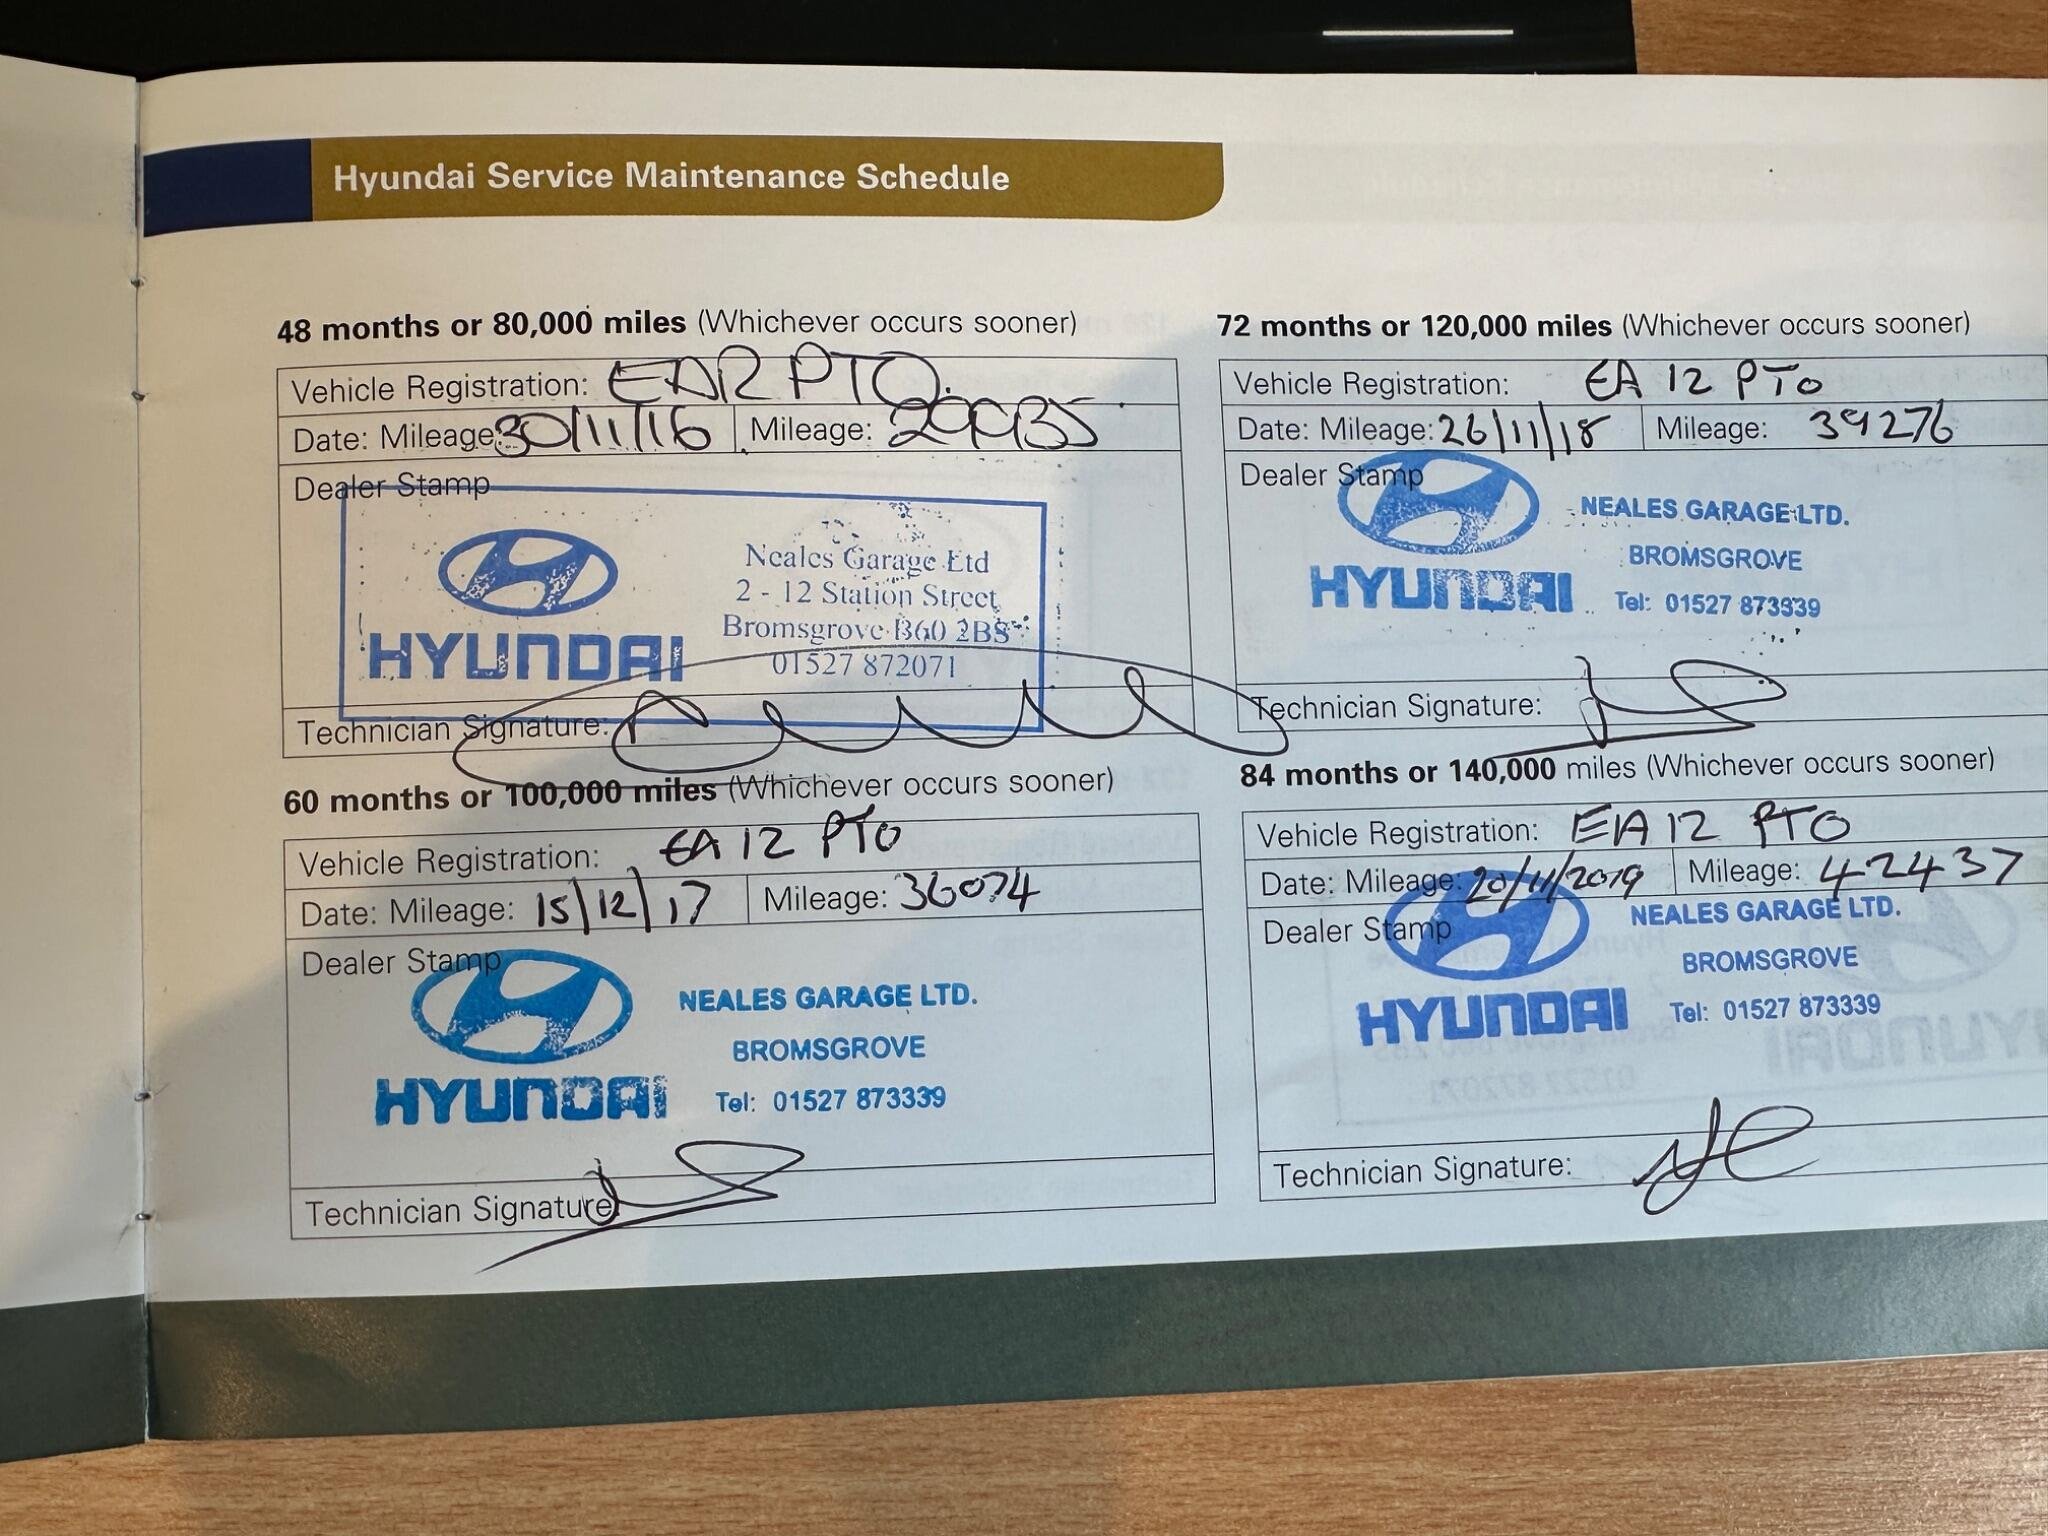 Hyundai Service Maintenance Schedule
48 months or 80,000 miles (Whichever occurs sooner)
Vehicle Registration: EA12 PTO
Date: Mileage: 30/11/16 Mileage:
Dealer Stamp
HYUNDAI
Neales Garage Ltd
2 - 12 Station Street
Bromsgrove B60 2BS
01527 872071
Technician Signature:
60 months or 100,000 miles (Whichever occurs sooner)
Vehicle Registration: EA 12 PTO
Date: Mileage: 15/12/17 Mileage: 36074
Dealer Stamp
HYUNDAI
NEALES GARAGE LTD.
BROMSGROVE
Tel: 01527 873339
Technician Signature:
72 months or 120,000 miles (Whichever occurs sooner)
Vehicle Registration: EA 12 PTO
Date: Mileage: 26/11/18 Mileage: 39276
Dealer Stamp
HYUNDAI
NEALES GARAGE LTD.
BROMSGROVE
Tel: 01527 873339
Technician Signature:
84 months or 140,000 miles (Whichever occurs sooner)
Vehicle Registration: EA 12 PTO
Date: Mileage: 20/11/2019 Mileage: 42437
Dealer Stamp
HYUNDAI
NEALES GARAGE LTD.
BROMSGROVE
Tel: 01527 873339
Technician Signature: